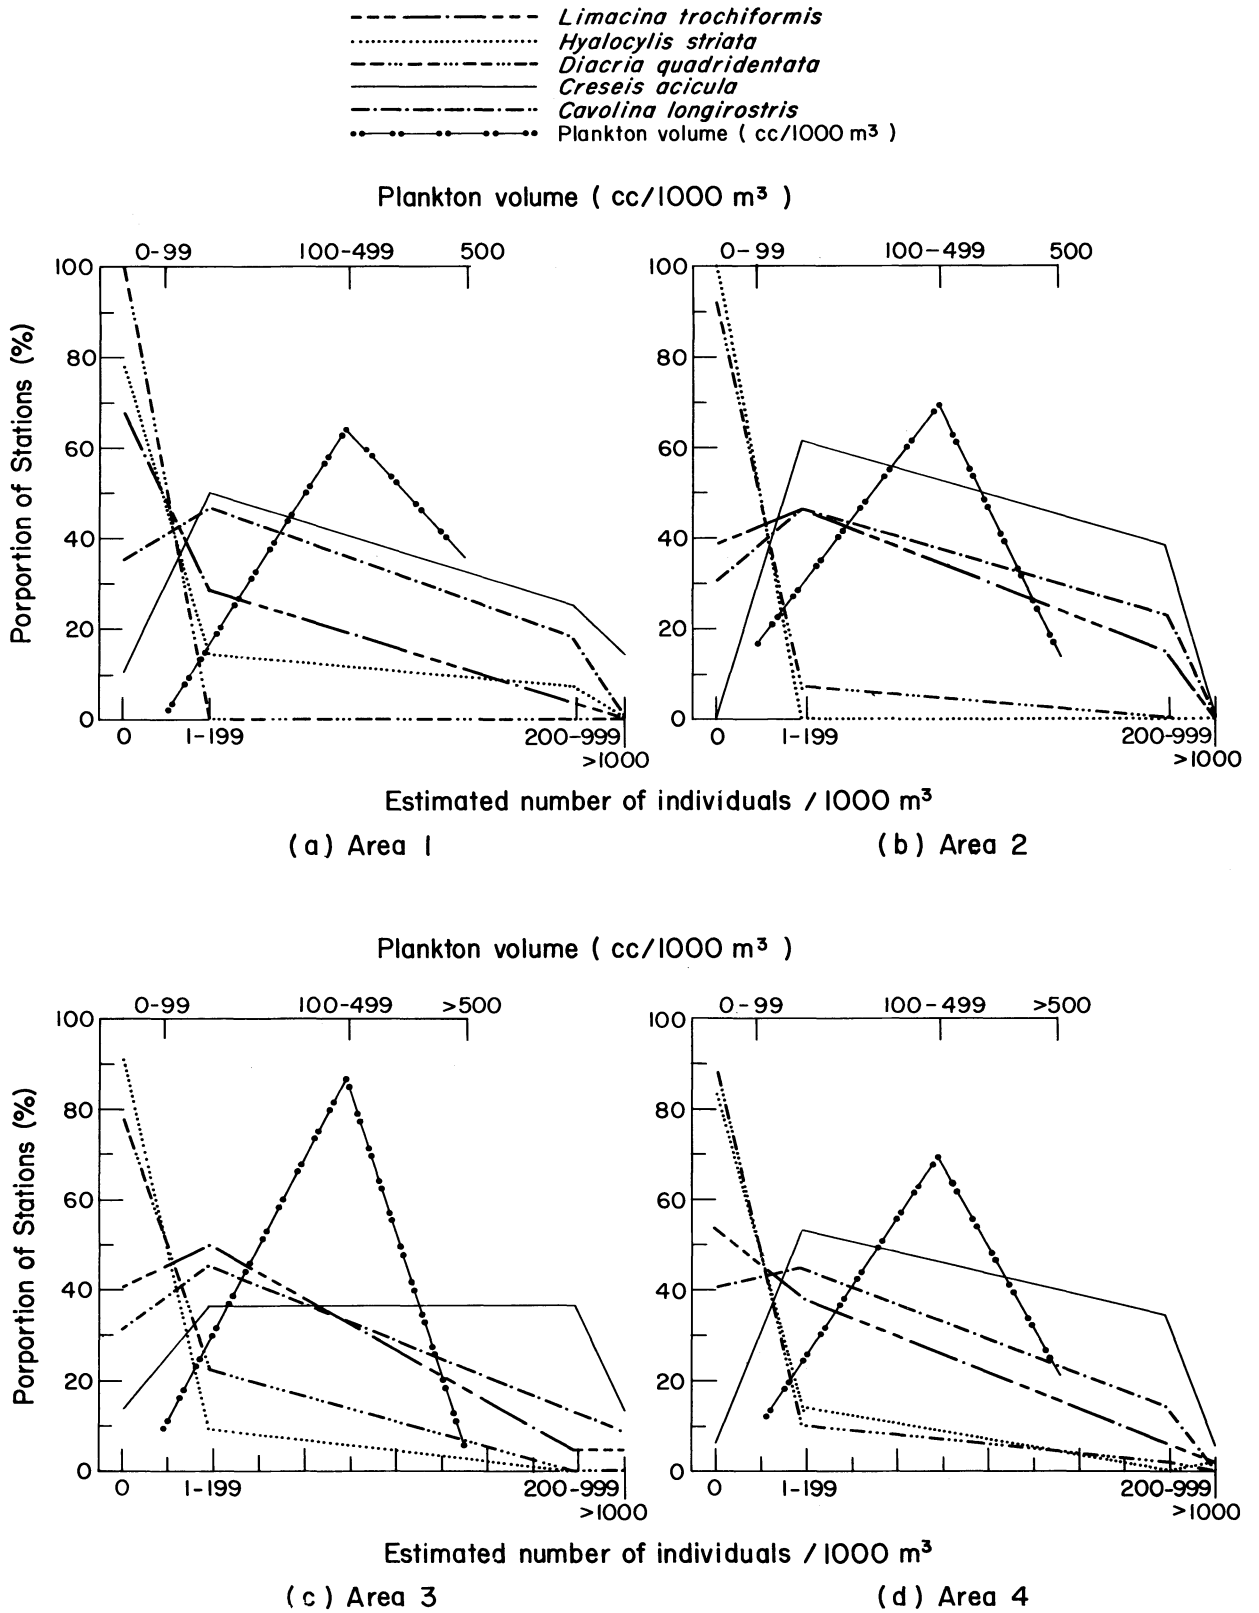 Limacina trochiformis
Hyalocylis striata
Diacria quadridentata
Creseis acicula
Cavolina longirostris
Plankton volume ( cc/1000 m³ )
Plankton volume ( cc/1000 m³ )
0-99 100-499 500
0-99 100-499 500
Porportion of Stations (%)
100
80
60
40
20
0
100
80
60
40
20
0
0 1-199 200-999
>1000
0 1-199 200-999
>1000
Estimated number of individuals / 1000 m³
(a) Area 1
(b) Area 2
Plankton volume ( cc/1000 m³ )
0-99 100-499 >500
0-99 100-499 >500
Porportion of Stations (%)
100
80
60
40
20
0
100
80
60
40
20
0
0 1-199 200-999
>1000
0 1-199 200-999
>1000
Estimated number of individuals / 1000 m³
(c) Area 3
(d) Area 4